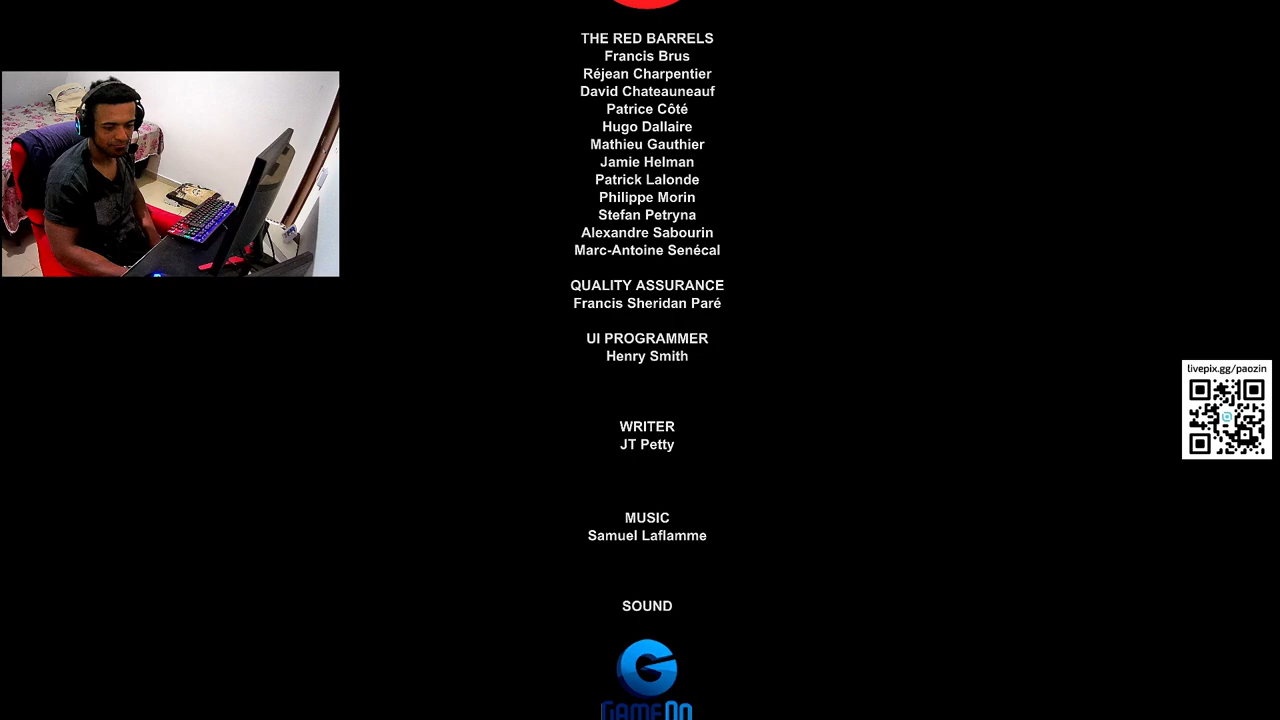 THE RED BARRELS
Francis Brus
Réjean Charpentier
David Chateauneauf
Patrice Côté
Hugo Dallaire
Mathieu Gauthier
Jamie Helman
Patrick Lalonde
Philippe Morin
Stefan Petryna
Alexandre Sabourin
Marc-Antoine Senécal
QUALITY ASSURANCE
Francis Sheridan Paré
UI PROGRAMMER
Henry Smith
livepix.gg/paozin
WRITER
JT Petty
MUSIC
Samuel Laflamme
SOUND
GAMEON